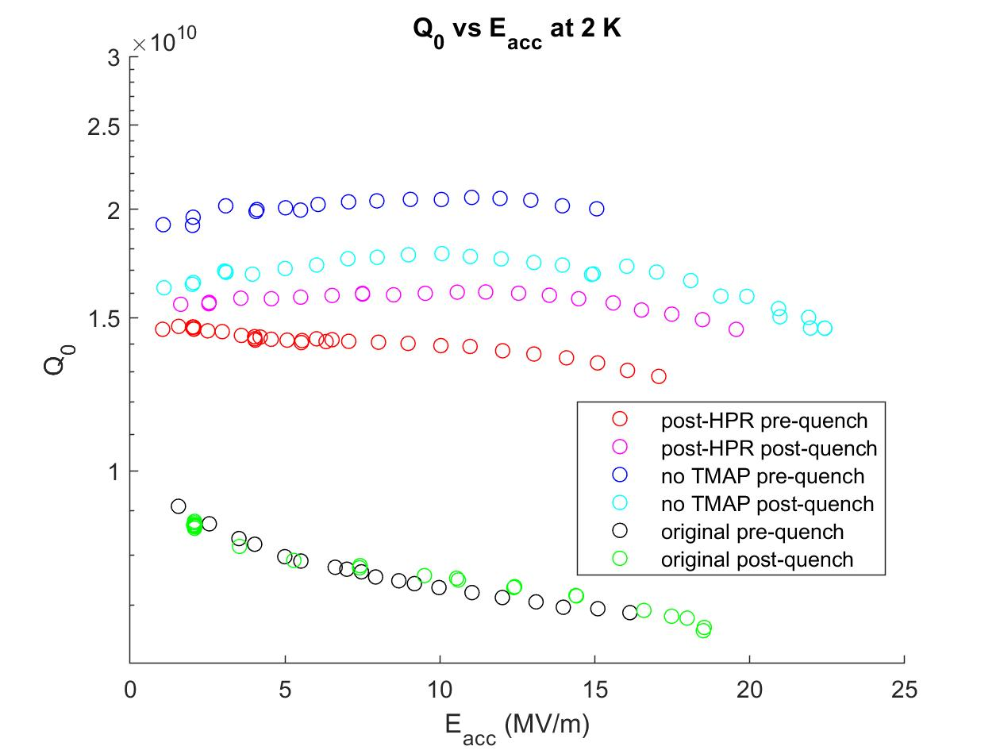 Q0 vs Eacc at 2 K
×10^10
3
2.5
2
1.5
1
Q0
post-HPR pre-quench
post-HPR post-quench
no TMAP pre-quench
no TMAP post-quench
original pre-quench
original post-quench
0 5 10 15 20 25
Eacc (MV/m)